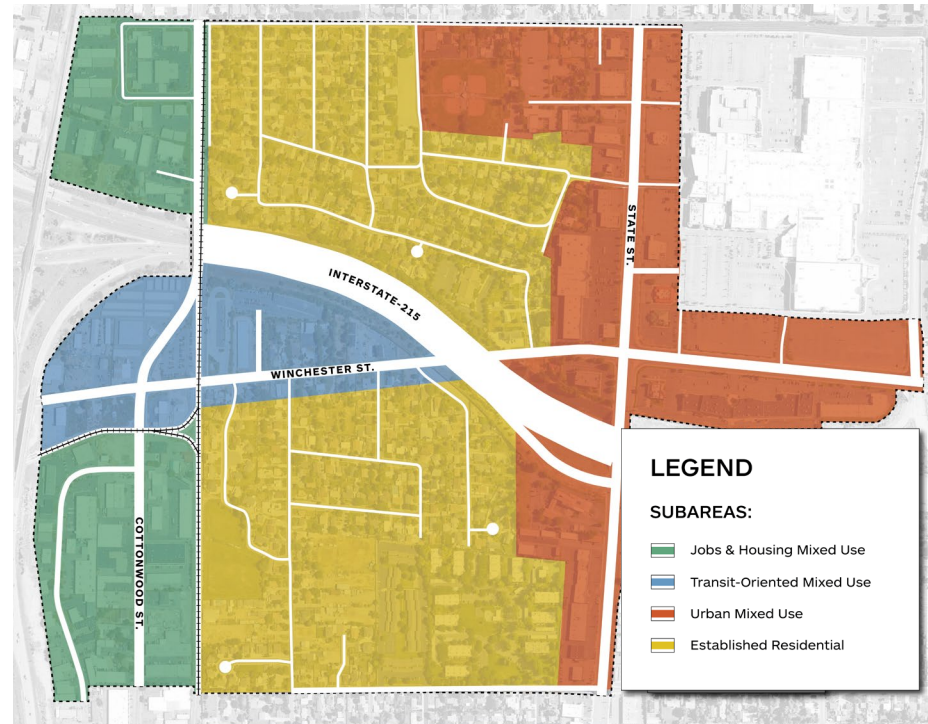 STATE ST.
INTERSTATE-215
WINCHESTER ST.
COTTONWOOD ST.
LEGEND
SUBAREAS:
Jobs & Housing Mixed Use
Transit-Oriented Mixed Use
Urban Mixed Use
Established Residential